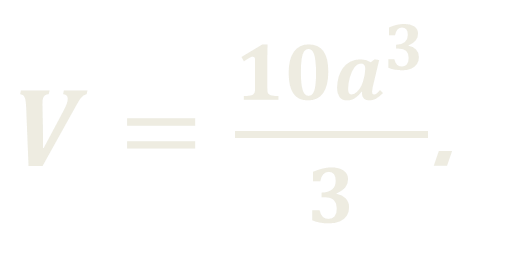 V = 10a³/3.